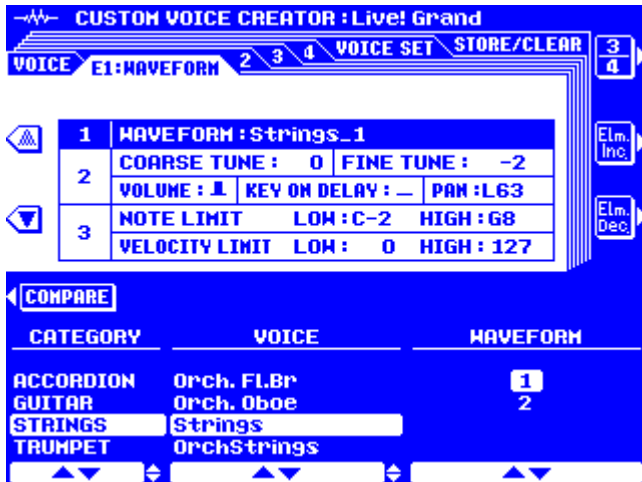 CUSTOM VOICE CREATOR : Live! Grand
VOICE E1:WAVEFORM 2 3 4 VOICE SET STORE/CLEAR
3
4
1 WAVEFORM : Strings_1
Elm. Inc.
2 COARSE TUNE : 0 FINE TUNE : -2
VOLUME : KEY ON DELAY : PAN :L63
3 NOTE LIMIT LOW :C-2 HIGH : G8
Elm. Dec.
VELOCITY LIMIT LOW : 0 HIGH : 127
COMPARE
CATEGORY VOICE WAVEFORM
ACCORDION Orch. Fl.Br 1
GUITAR Orch. Oboe 2
STRINGS Strings
TRUMPET OrchStrings